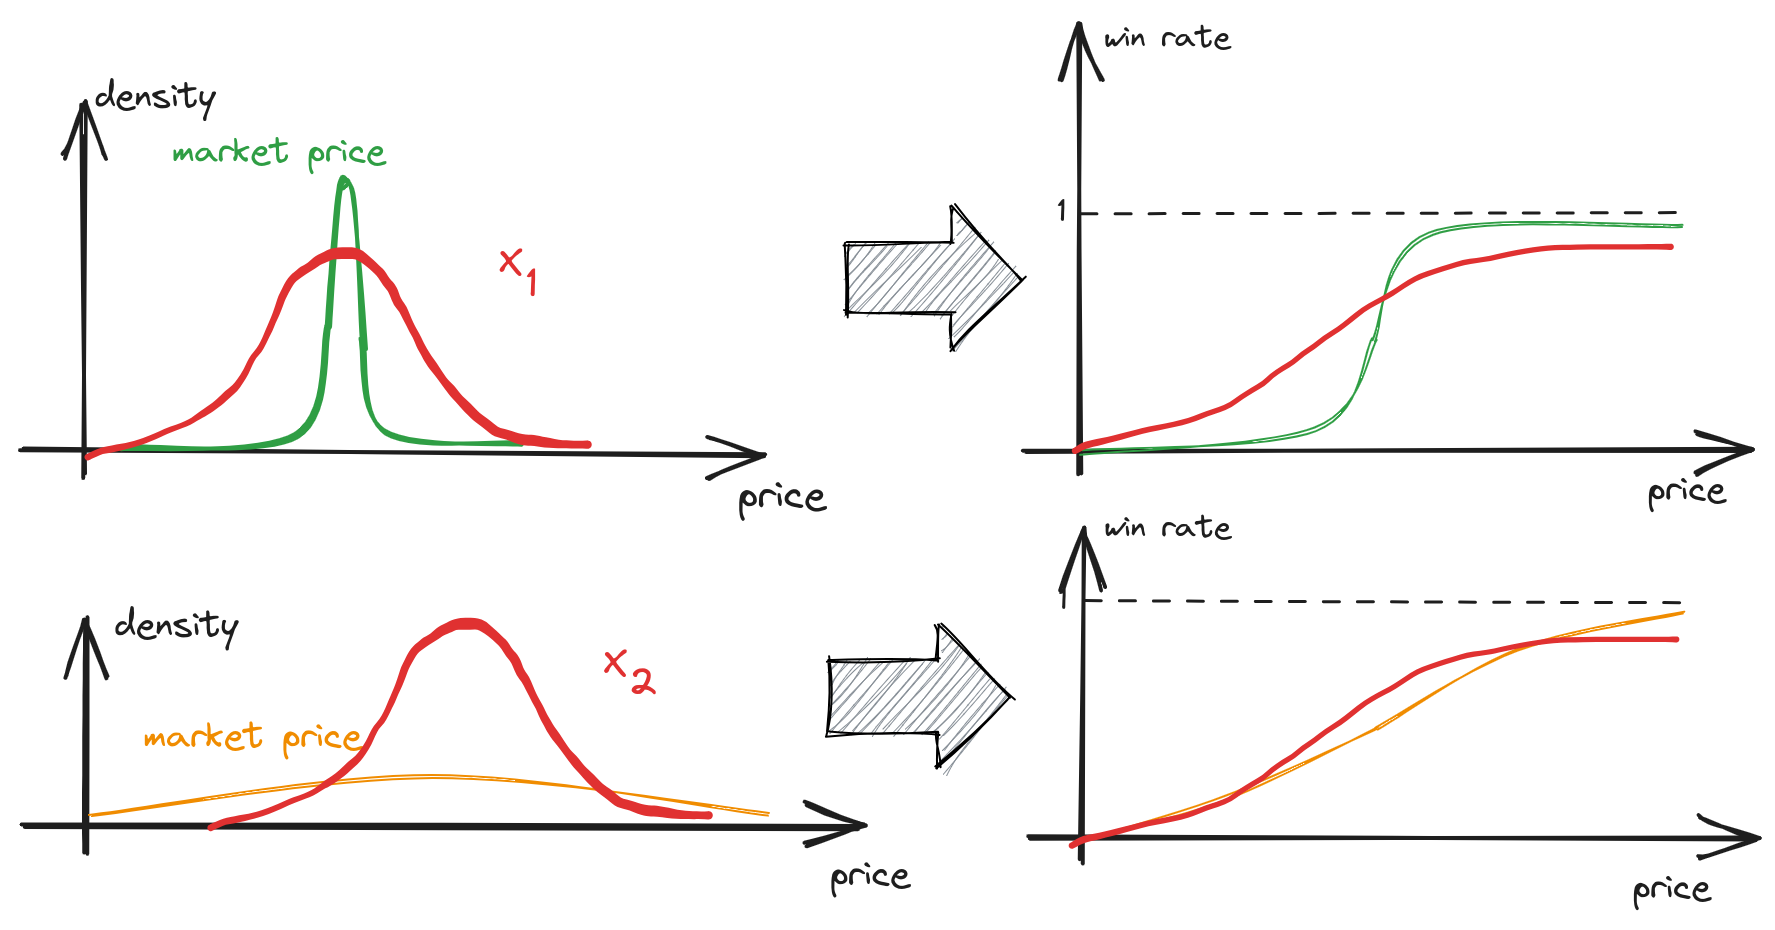 density
market price
x1
price
win rate
1
price
density
market price
x2
price
win rate
1
price